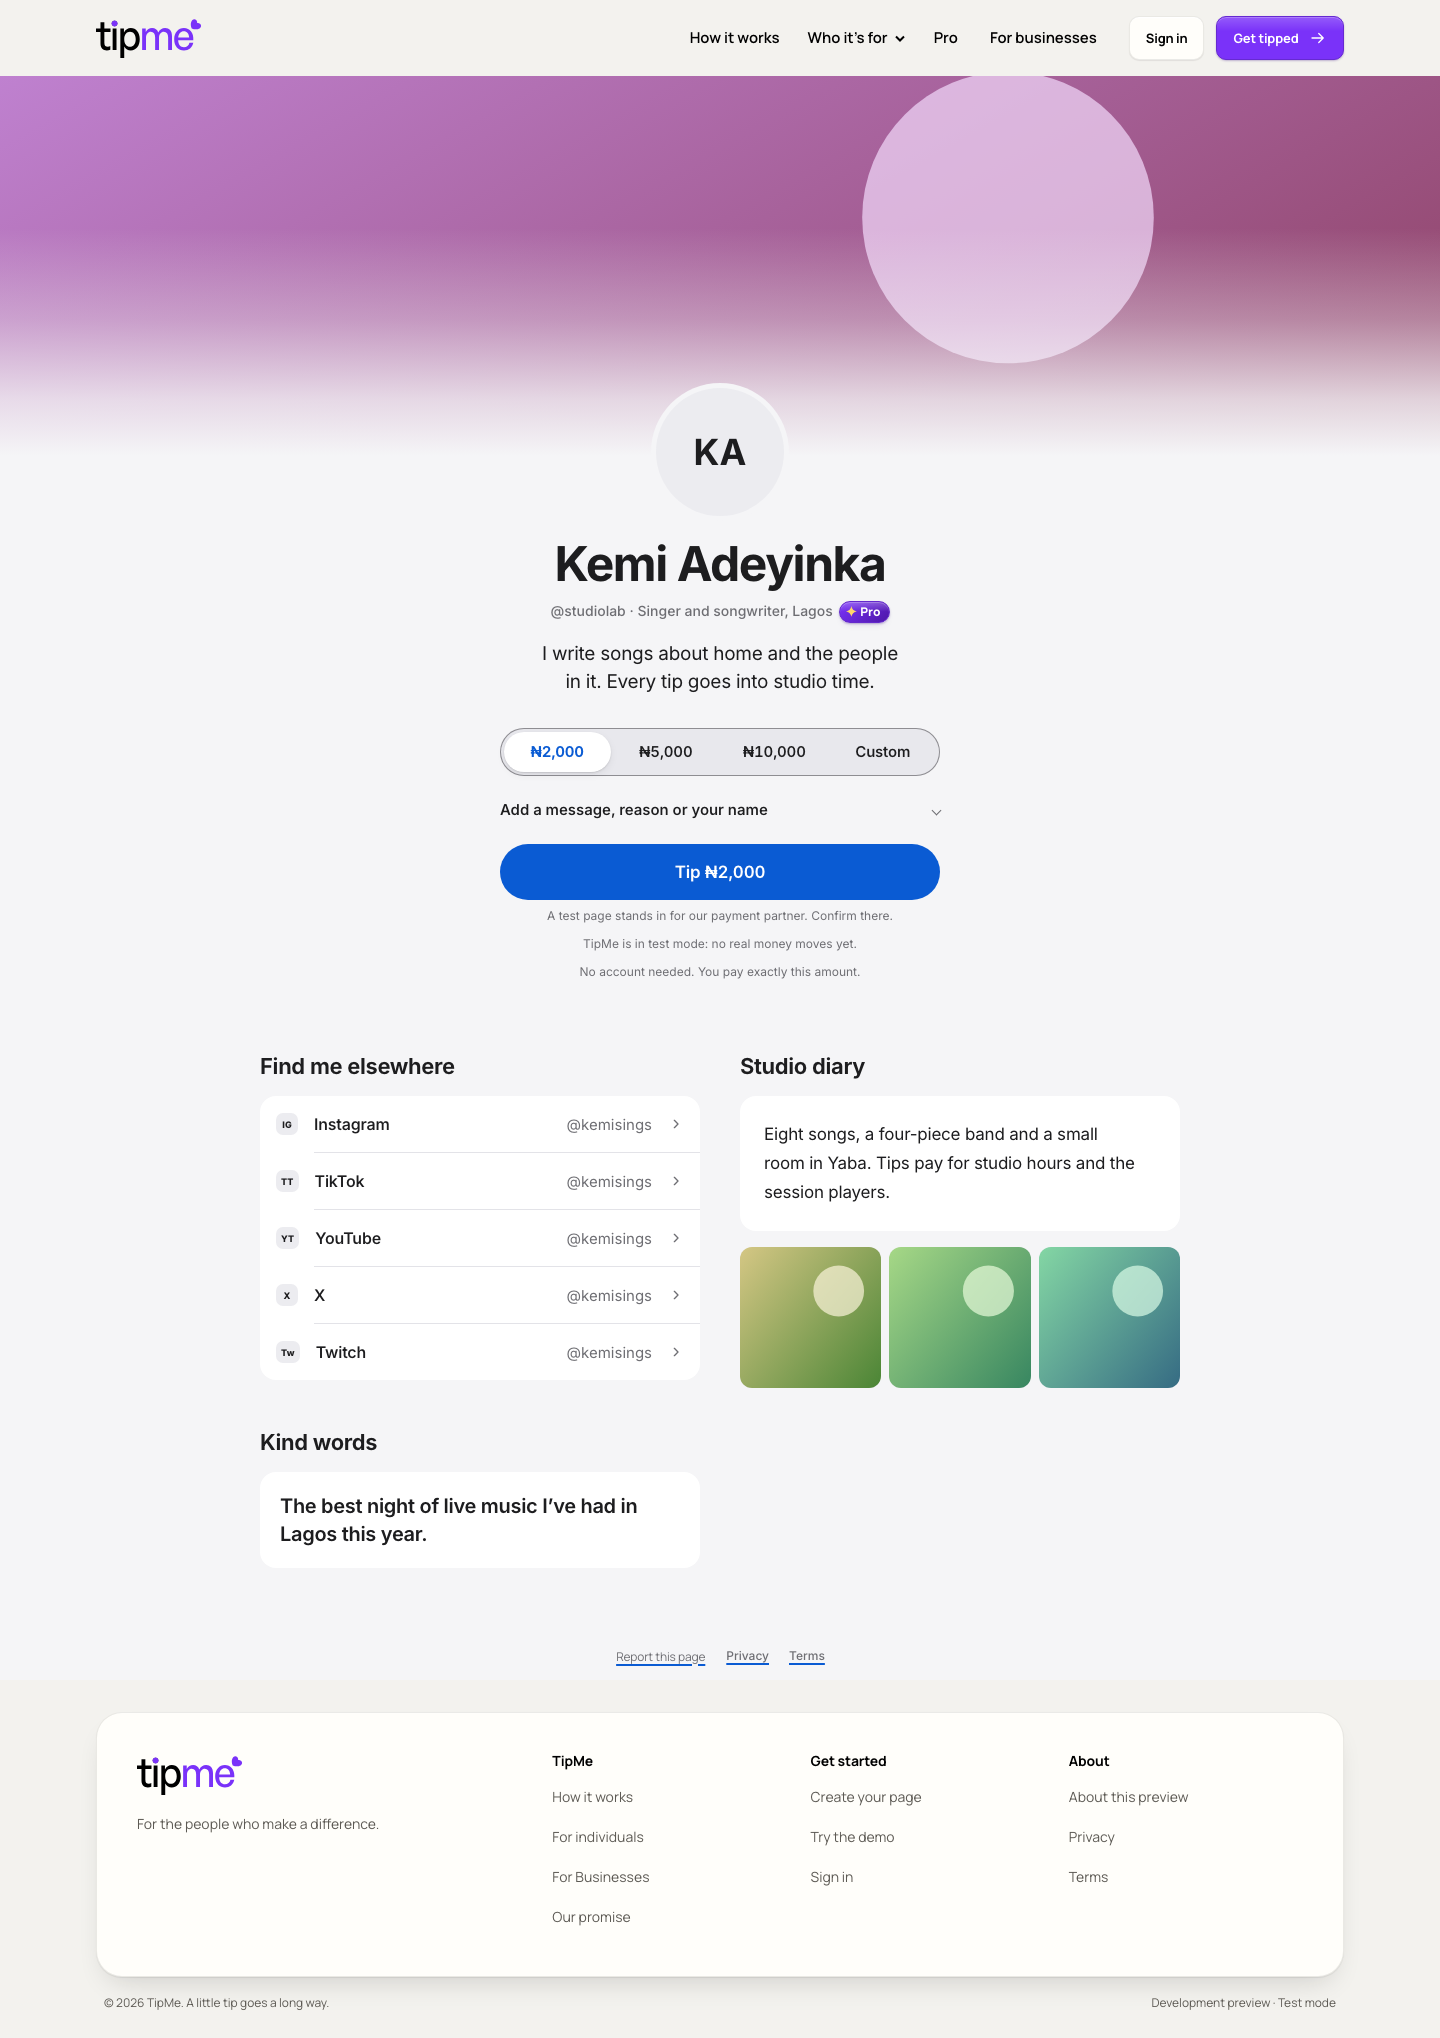 tipme
How it works
Who it's for
Pro
For businesses
Sign in
Get tipped
KA
Kemi Adeyinka
@studiolab · Singer and songwriter, Lagos
Pro
I write songs about home and the people
in it. Every tip goes into studio time.
₦2,000
₦5,000
₦10,000
Custom
Add a message, reason or your name
Tip ₦2,000
A test page stands in for our payment partner. Confirm there.
TipMe is in test mode: no real money moves yet.
No account needed. You pay exactly this amount.
Find me elsewhere
IG Instagram @kemisings
TT TikTok @kemisings
YT YouTube @kemisings
X X @kemisings
Tw Twitch @kemisings
Studio diary
Eight songs, a four-piece band and a small
room in Yaba. Tips pay for studio hours and the
session players.
Kind words
The best night of live music I’ve had in
Lagos this year.
Report this page
Privacy
Terms
tipme
For the people who make a difference.
TipMe
How it works
For individuals
For Businesses
Our promise
Get started
Create your page
Try the demo
Sign in
About
About this preview
Privacy
Terms
© 2026 TipMe. A little tip goes a long way.
Development preview · Test mode